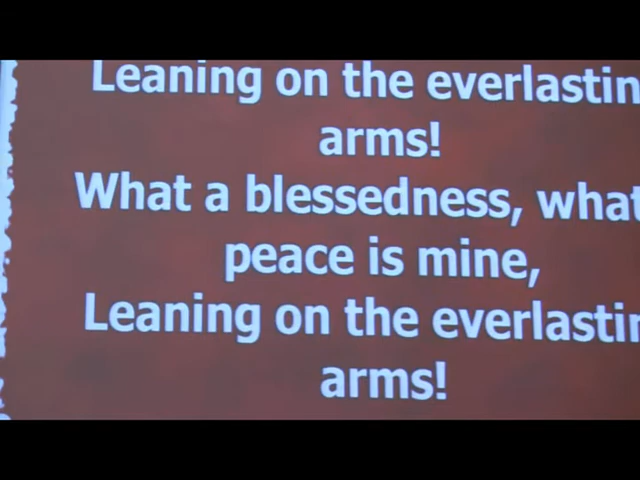 Leaning on the everlastin
arms!
What a blessedness, what
peace is mine,
Leaning on the everlastin
arms!